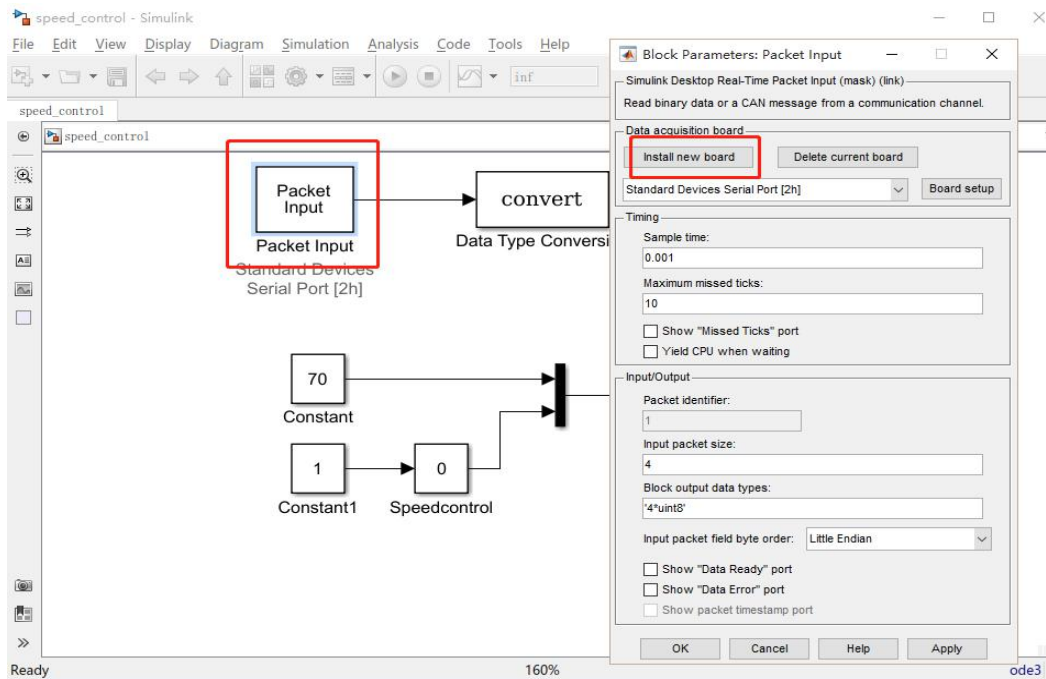 speed_control - Simulink
File Edit View Display Diagram Simulation Analysis Code Tools Help
inf
speed_control
speed_control
Packet
Input
Packet Input
Standard Devices
Serial Port [2h]
convert
Data Type Conversi
70
Constant
1
Constant1
0
Speedcontrol
Ready
160%
ode3
Block Parameters: Packet Input
Simulink Desktop Real-Time Packet Input (mask) (link)
Read binary data or a CAN message from a communication channel.
Data acquisition board
Install new board
Delete current board
Standard Devices Serial Port [2h]
Board setup
Timing
Sample time:
0.001
Maximum missed ticks:
10
Show "Missed Ticks" port
Yield CPU when waiting
Input/Output
Packet identifier:
1
Input packet size:
4
Block output data types:
'4*uint8'
Input packet field byte order: Little Endian
Show "Data Ready" port
Show "Data Error" port
Show packet timestamp port
OK Cancel Help Apply